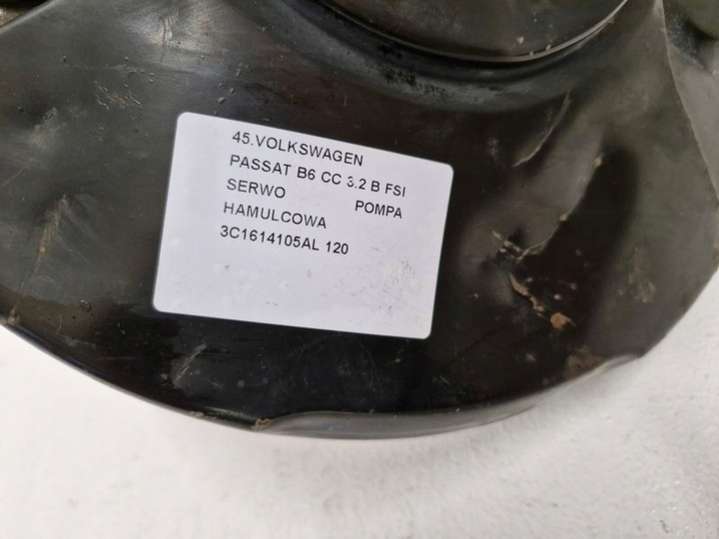 45.VOLKSWAGEN
PASSAT B6 CC 3.2 B FSI
SERWO POMPA
HAMULCOWA
3C1614105AL 120